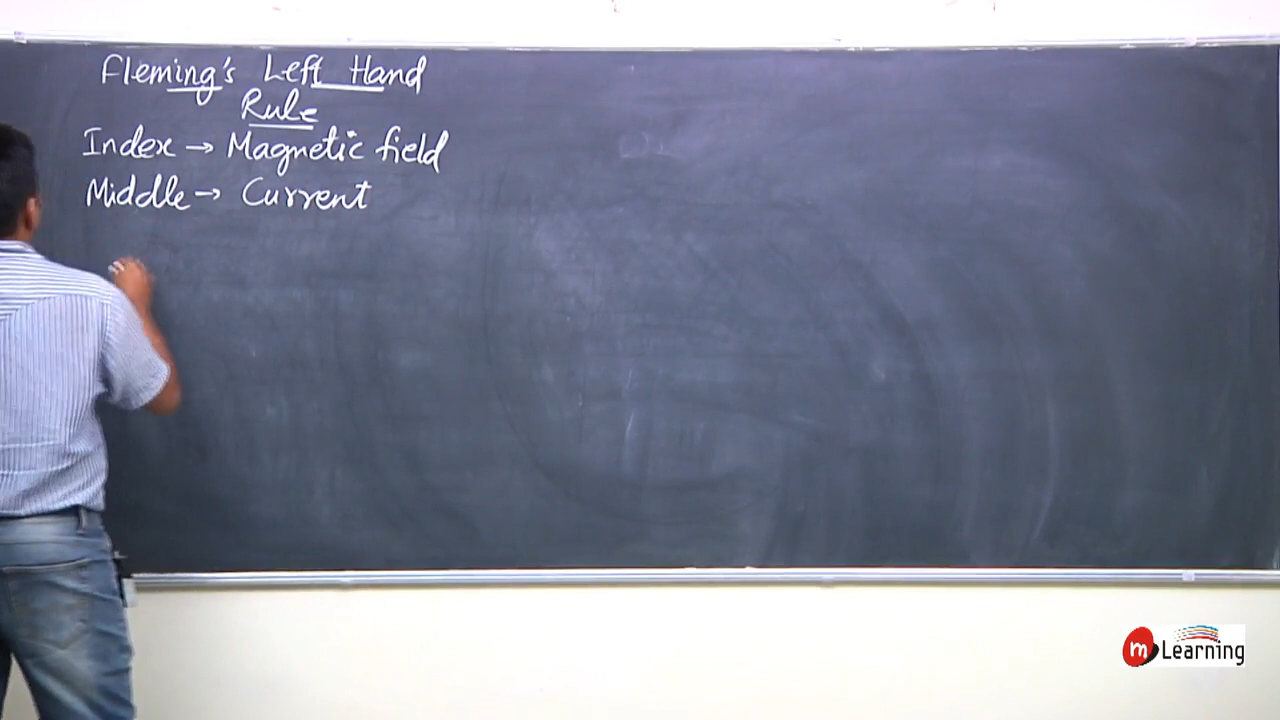 Fleming's Left Hand
Rule
Index → Magnetic field
Middle → Current
m Learning